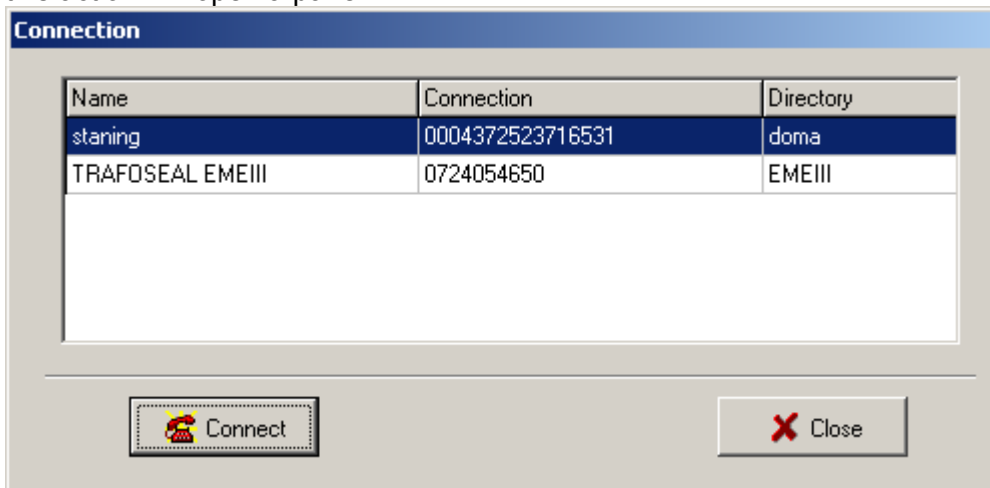 Connection
Name Connection Directory
staning 0004372523716531 doma
TRAFOSEAL EMEIII 0724054650 EMEIII
Connect Close